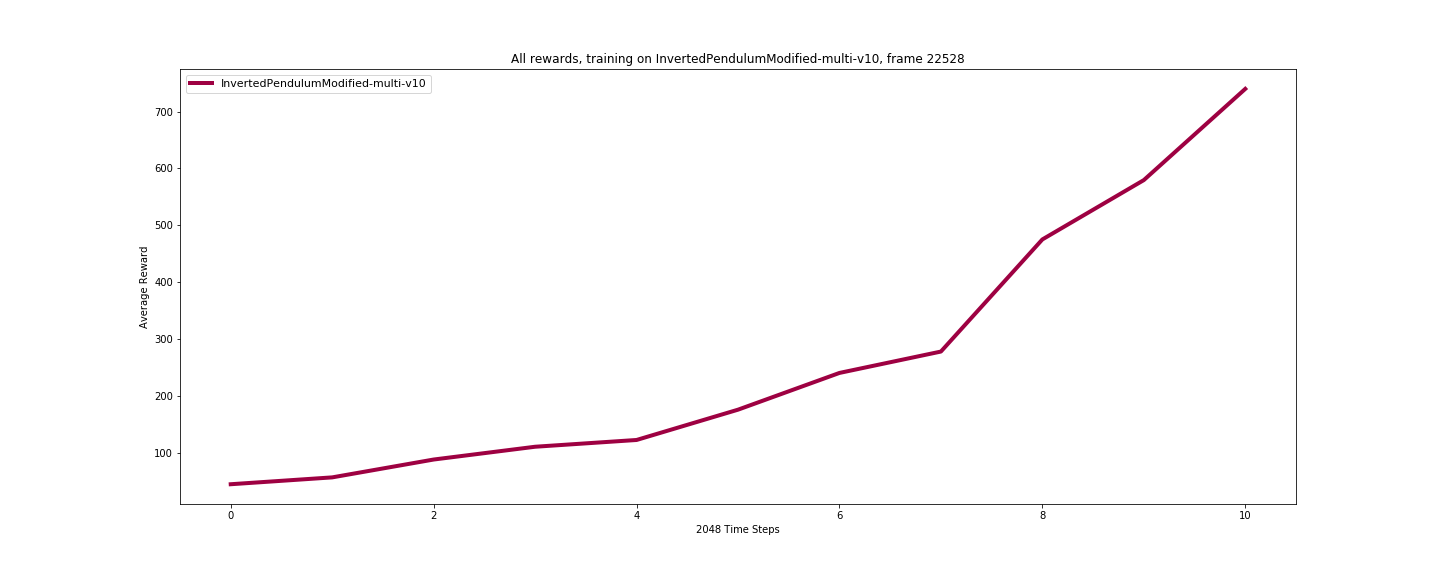 All rewards, training on InvertedPendulumModified-multi-v10, frame 22528
InvertedPendulumModified-multi-v10
700
600
500
400
300
200
100
Average Reward
0 2 4 6 8 10
2048 Time Steps